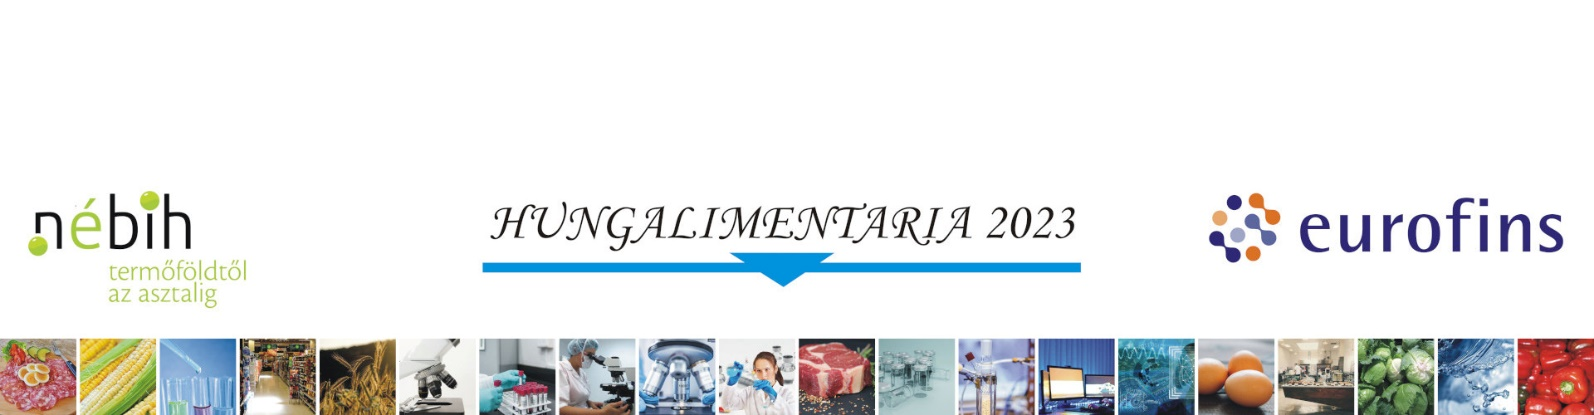 nébih
termőföldtől
az asztalig
HUNGALIMENTARIA 2023
eurofins